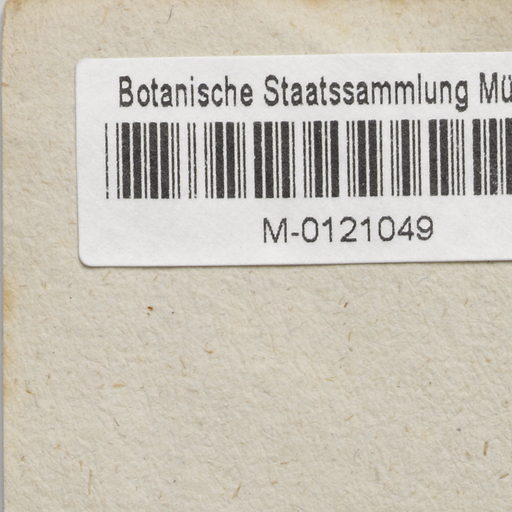 Botanische Staatssammlung Mü
M-0121049